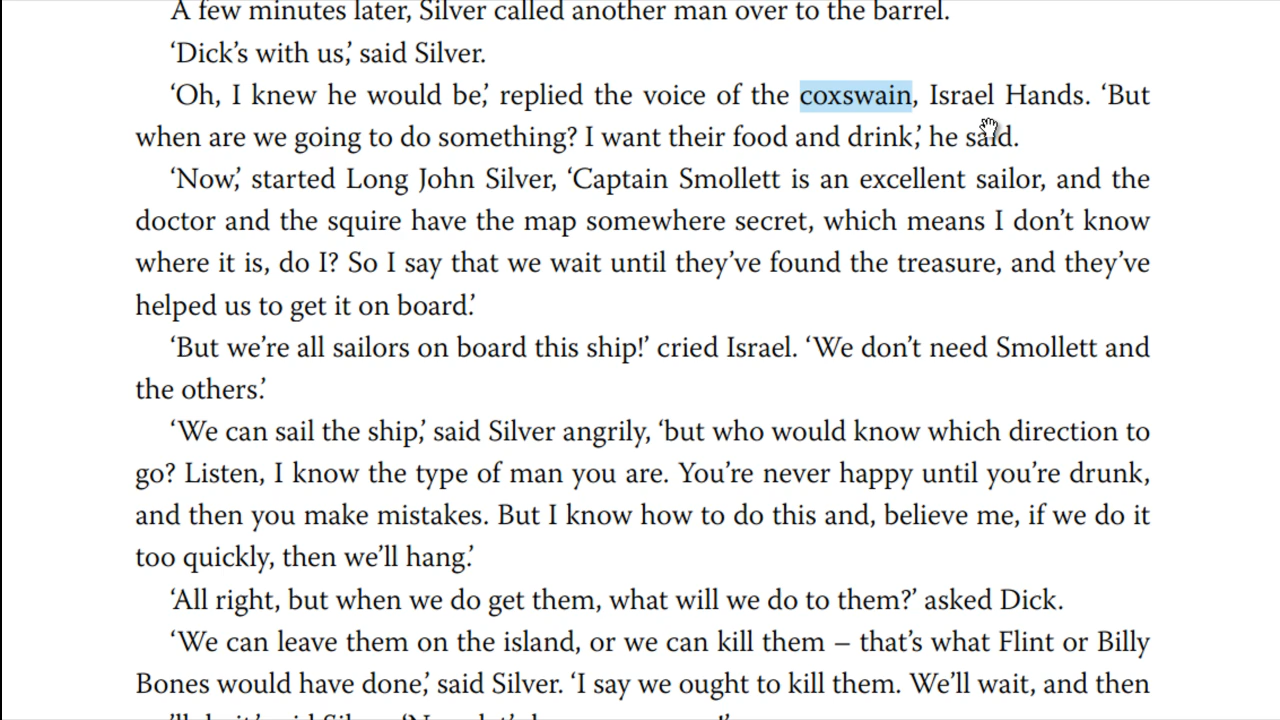 A few minutes later, Silver called another man over to the barrel.
‘Dick’s with us,’ said Silver.
‘Oh, I knew he would be,’ replied the voice of the coxswain, Israel Hands. ‘But
when are we going to do something? I want their food and drink,’ he said.
‘Now,’ started Long John Silver, ‘Captain Smollett is an excellent sailor, and the
doctor and the squire have the map somewhere secret, which means I don’t know
where it is, do I? So I say that we wait until they’ve found the treasure, and they’ve
helped us to get it on board.’
‘But we’re all sailors on board this ship!’ cried Israel. ‘We don’t need Smollett and
the others.’
‘We can sail the ship,’ said Silver angrily, ‘but who would know which direction to
go? Listen, I know the type of man you are. You’re never happy until you’re drunk,
and then you make mistakes. But I know how to do this and, believe me, if we do it
too quickly, then we’ll hang.’
‘All right, but when we do get them, what will we do to them?’ asked Dick.
‘We can leave them on the island, or we can kill them – that’s what Flint or Billy
Bones would have done,’ said Silver. ‘I say we ought to kill them. We’ll wait, and then